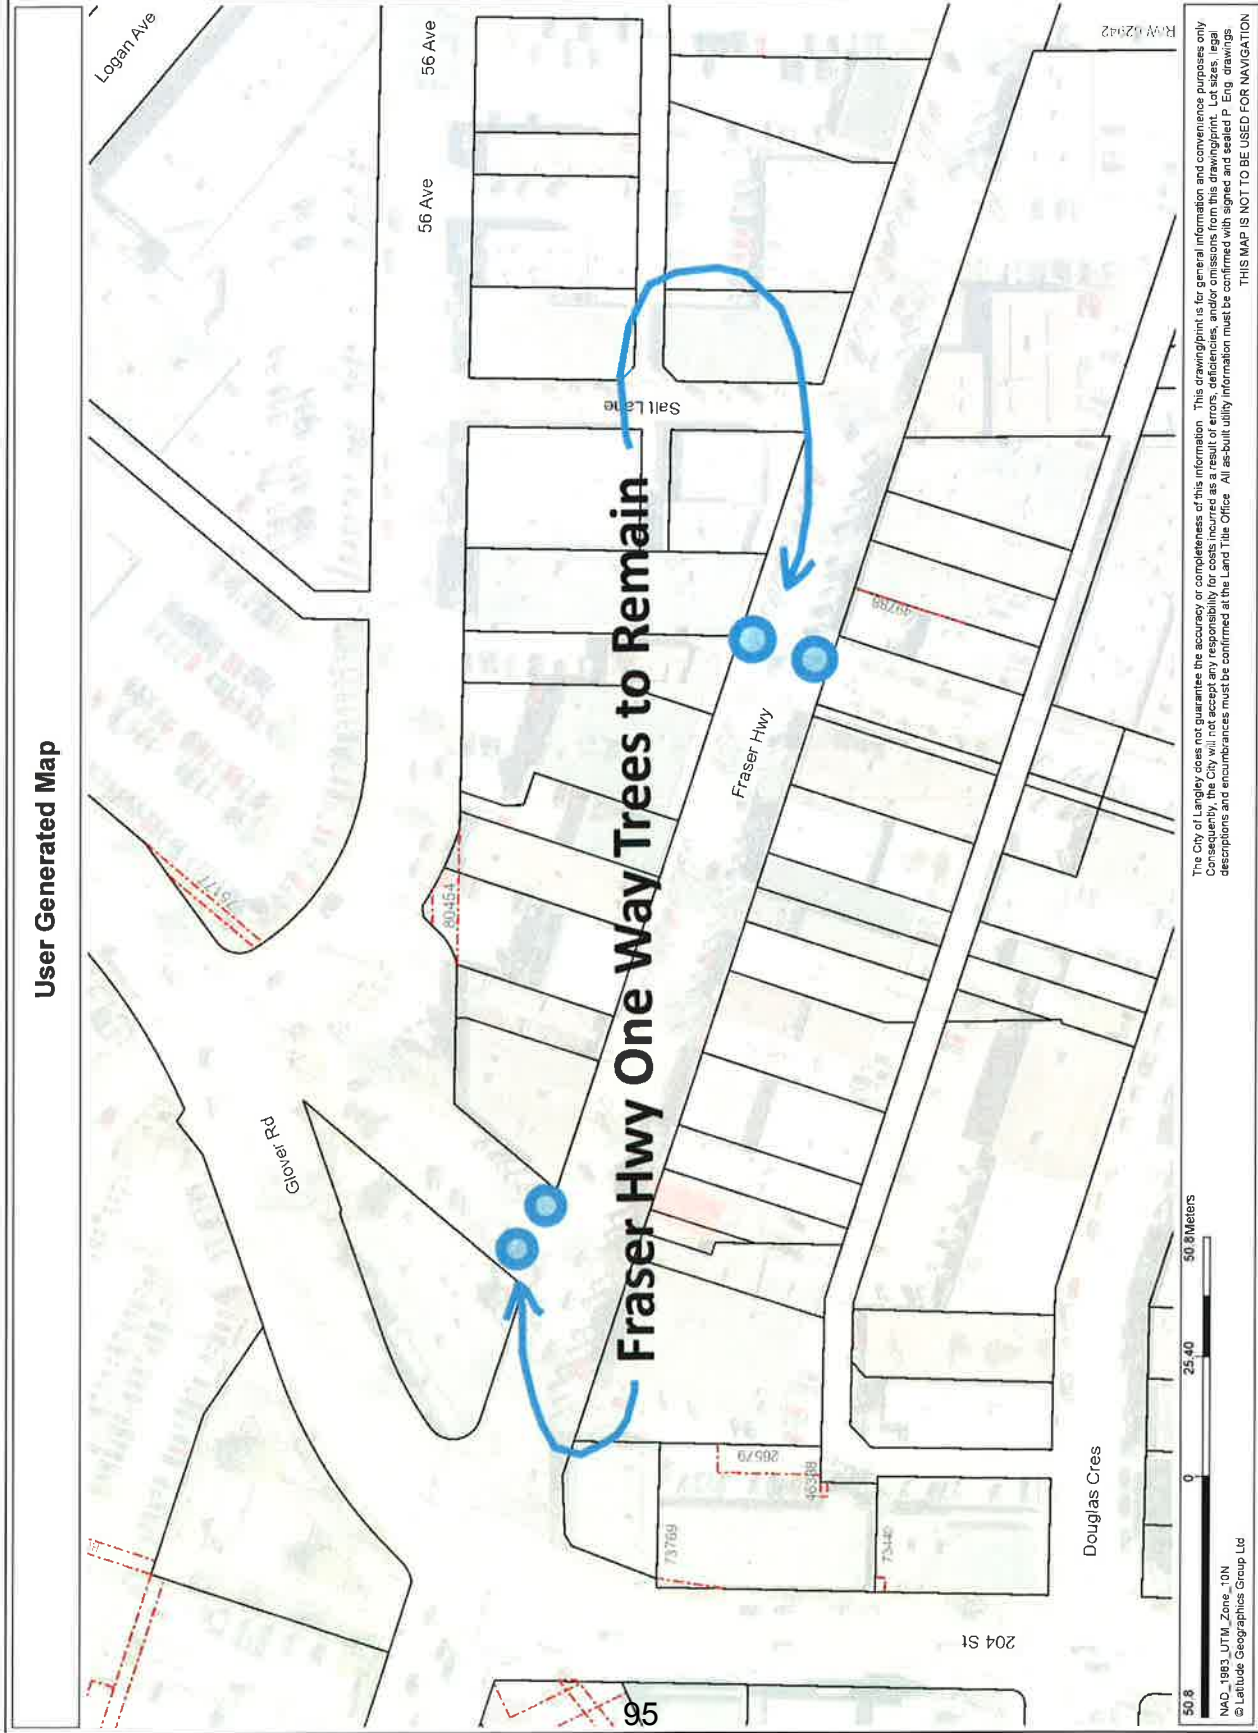 User Generated Map
Logan Ave
56 Ave
56 Ave
R/W 62942
Salt Lane
Fraser Hwy One Way Trees to Remain
Fraser Hwy
49788
76177
80454
Glover Rd
26579
46388
73769
73440
Douglas Cres
204 St
50.8
0
25.40
50.8 Meters
NAD_1983_UTM_Zone_10N
© Latitude Geographics Group Ltd
The City of Langley does not guarantee the accuracy or completeness of this information This drawing/print is for general information and convenience purposes only
Consequently, the City will not accept any responsibility for costs incurred as a result of errors, deficiencies, and/or omissions from this drawing/print. Lot sizes, legal
descriptions and encumbrances must be confirmed at the Land Title Office All as-built utility information must be confirmed with signed and sealed P Eng drawings
THIS MAP IS NOT TO BE USED FOR NAVIGATION
95